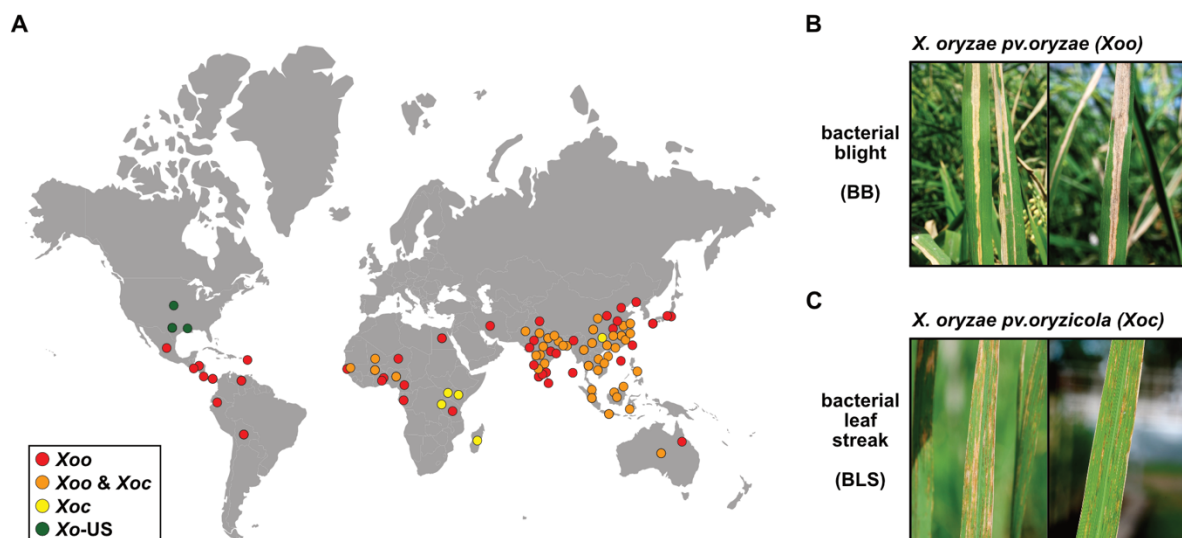 A
Xoo
Xoo & Xoc
Xoc
Xo-US
B
X. oryzae pv.oryzae (Xoo)
bacterial
blight
(BB)
C
X. oryzae pv.oryzicola (Xoc)
bacterial
leaf
streak
(BLS)